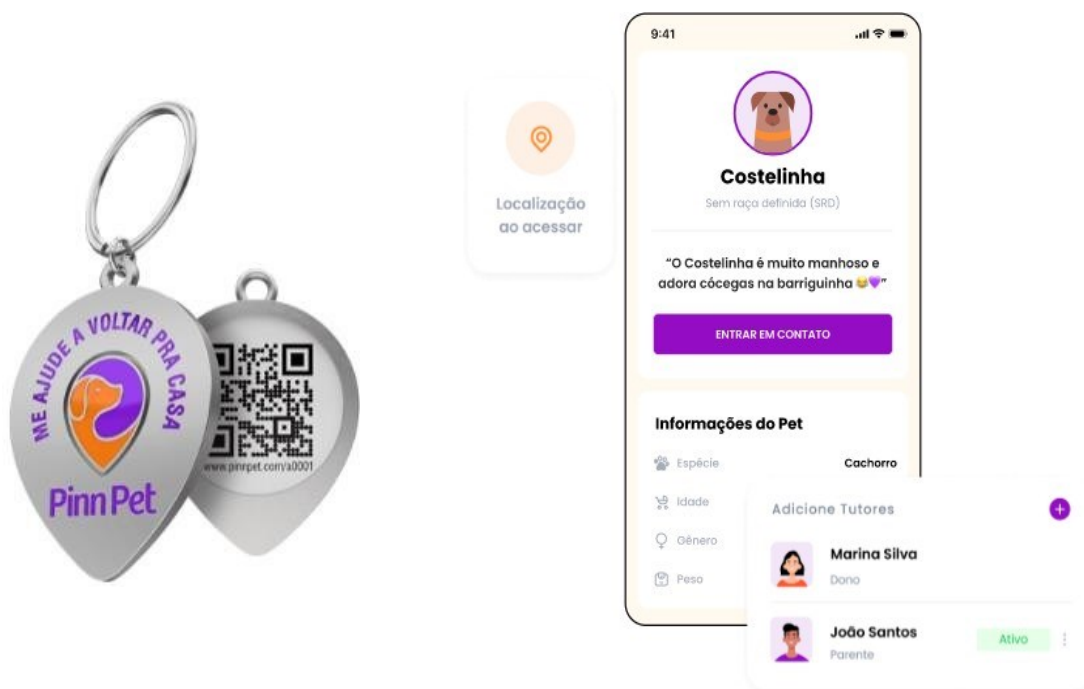 ME AJUDE A VOLTAR PRA CASA
Pinn Pet
www.pinnpet.com/a0001
Localização
ao acessar
9:41
Costelinha
Sem raça definida (SRD)
“O Costelinha é muito manhoso e
adora cócegas na barriguinha 😂💜”
ENTRAR EM CONTATO
Informações do Pet
Espécie Cachorro
Idade
Gênero
Peso
Adicione Tutores
Marina Silva
Dono
João Santos
Parente
Ativo